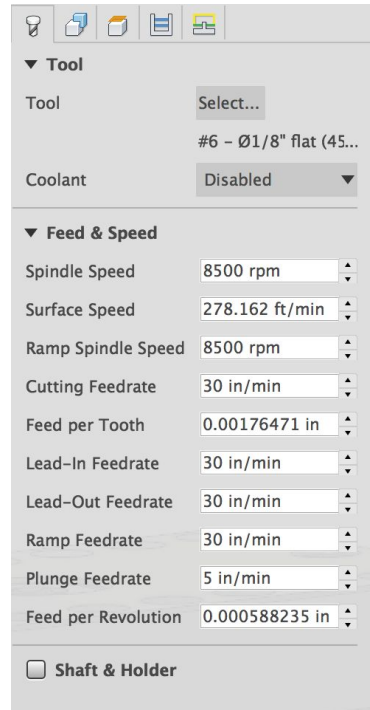 Tool
Tool Select...
#6 – Ø1/8" flat (45...
Coolant Disabled
Feed & Speed
Spindle Speed 8500 rpm
Surface Speed 278.162 ft/min
Ramp Spindle Speed 8500 rpm
Cutting Feedrate 30 in/min
Feed per Tooth 0.00176471 in
Lead-In Feedrate 30 in/min
Lead-Out Feedrate 30 in/min
Ramp Feedrate 30 in/min
Plunge Feedrate 5 in/min
Feed per Revolution 0.000588235 in
Shaft & Holder